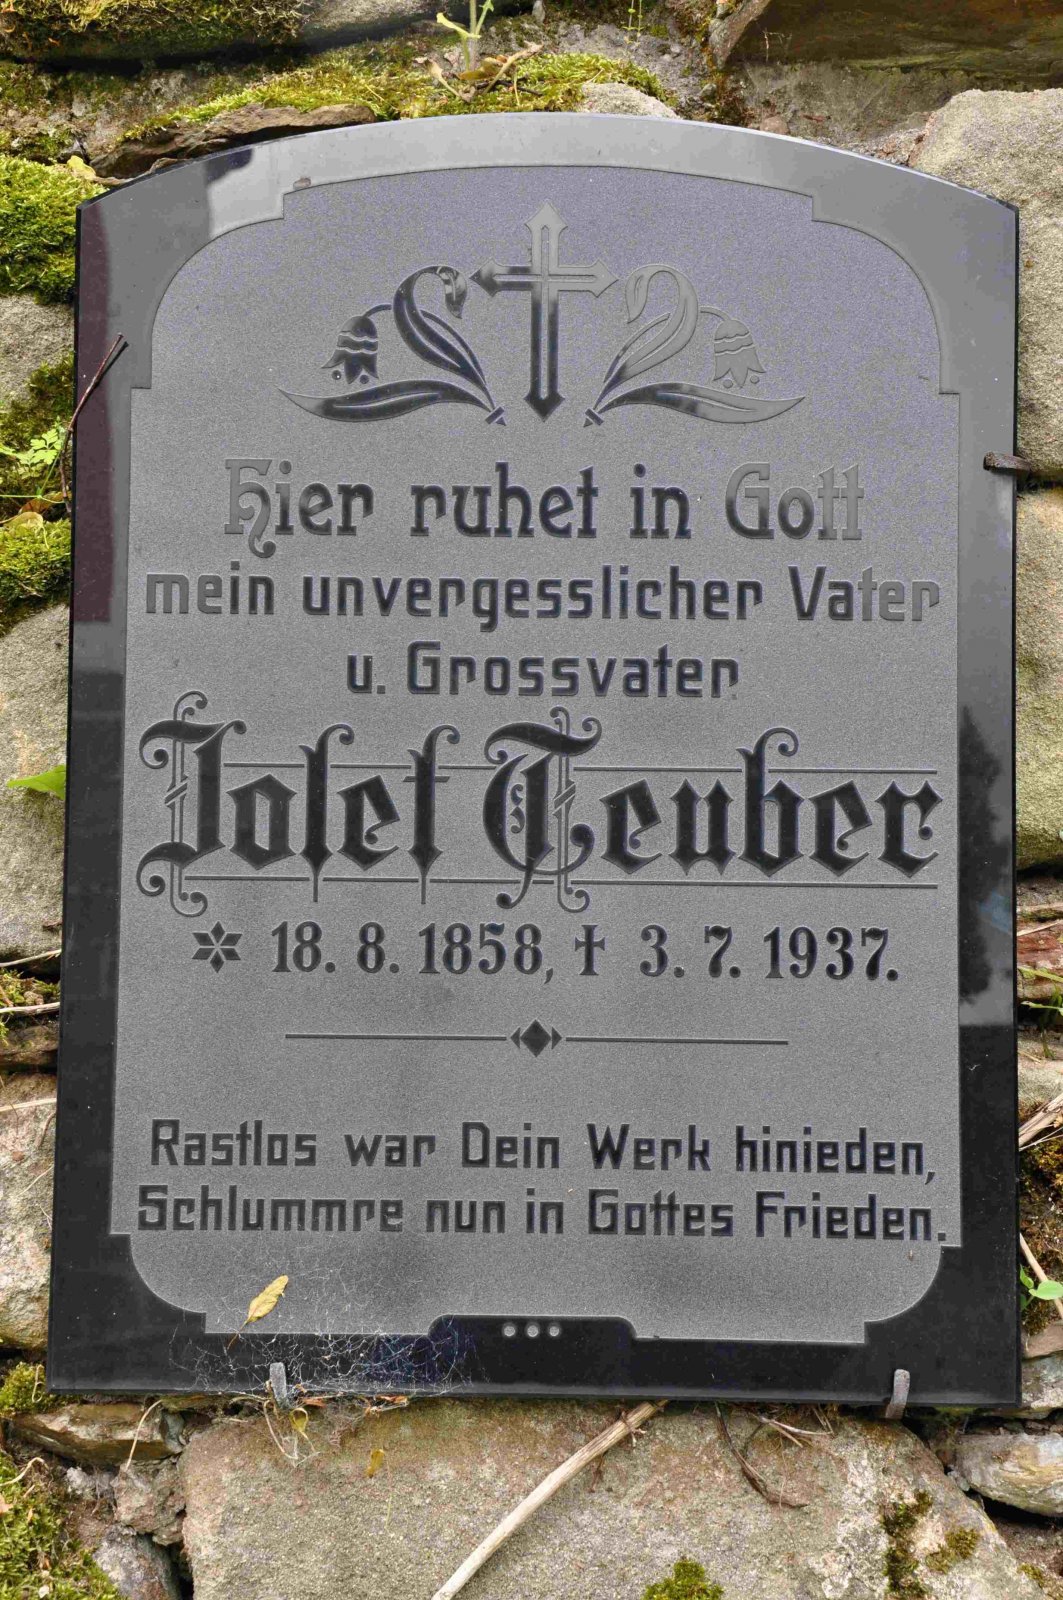 Hier ruhet in Gott
mein unvergesslicher Vater
u. Grossvater
Josef Teuber
* 18. 8. 1858, † 3. 7. 1937.
Rastlos war Dein Werk hinieden,
Schlummre nun in Gottes Frieden.